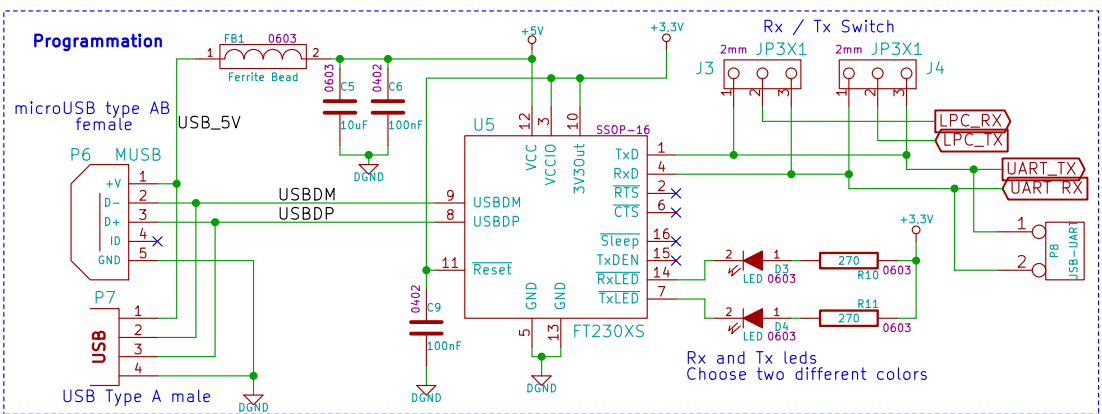 Programmation
Rx / Tx Switch
FB1 0603
1 2
Ferrite Bead
+5V
+3,3V
2mm JP3X1
J3
1 2 3
2mm JP3X1
J4
1 2 3
0603 C5
10uF
0402 C6
100nF
DGND
microUSB type AB
female
USB_5V
LPC_RX
LPC_TX
P6 MUSB
+V 1
D- 2
D+ 3
ID 4
GND 5
USBDM
USBDP
U5
SSOP-16
12 VCC
3 VCCIO
10 3V3Out
TxD 1
RxD 4
RTS 2
CTS 6
Sleep 16
TxDEN 15
RxLED 14
TxLED 7
9 USBDM
8 USBDP
11 Reset
GND 5
GND 13
FT230XS
DGND
UART_TX
UART_RX
+3,3V
1
2
P8
USB-UART
2 1
D3
LED 0603
270
R10
0603
2 1
D4
LED 0603
R11
270
0603
0402 C9
100nF
DGND
P7
USB
1
2
3
4
USB Type A male
DGND
Rx and Tx leds
Choose two different colors